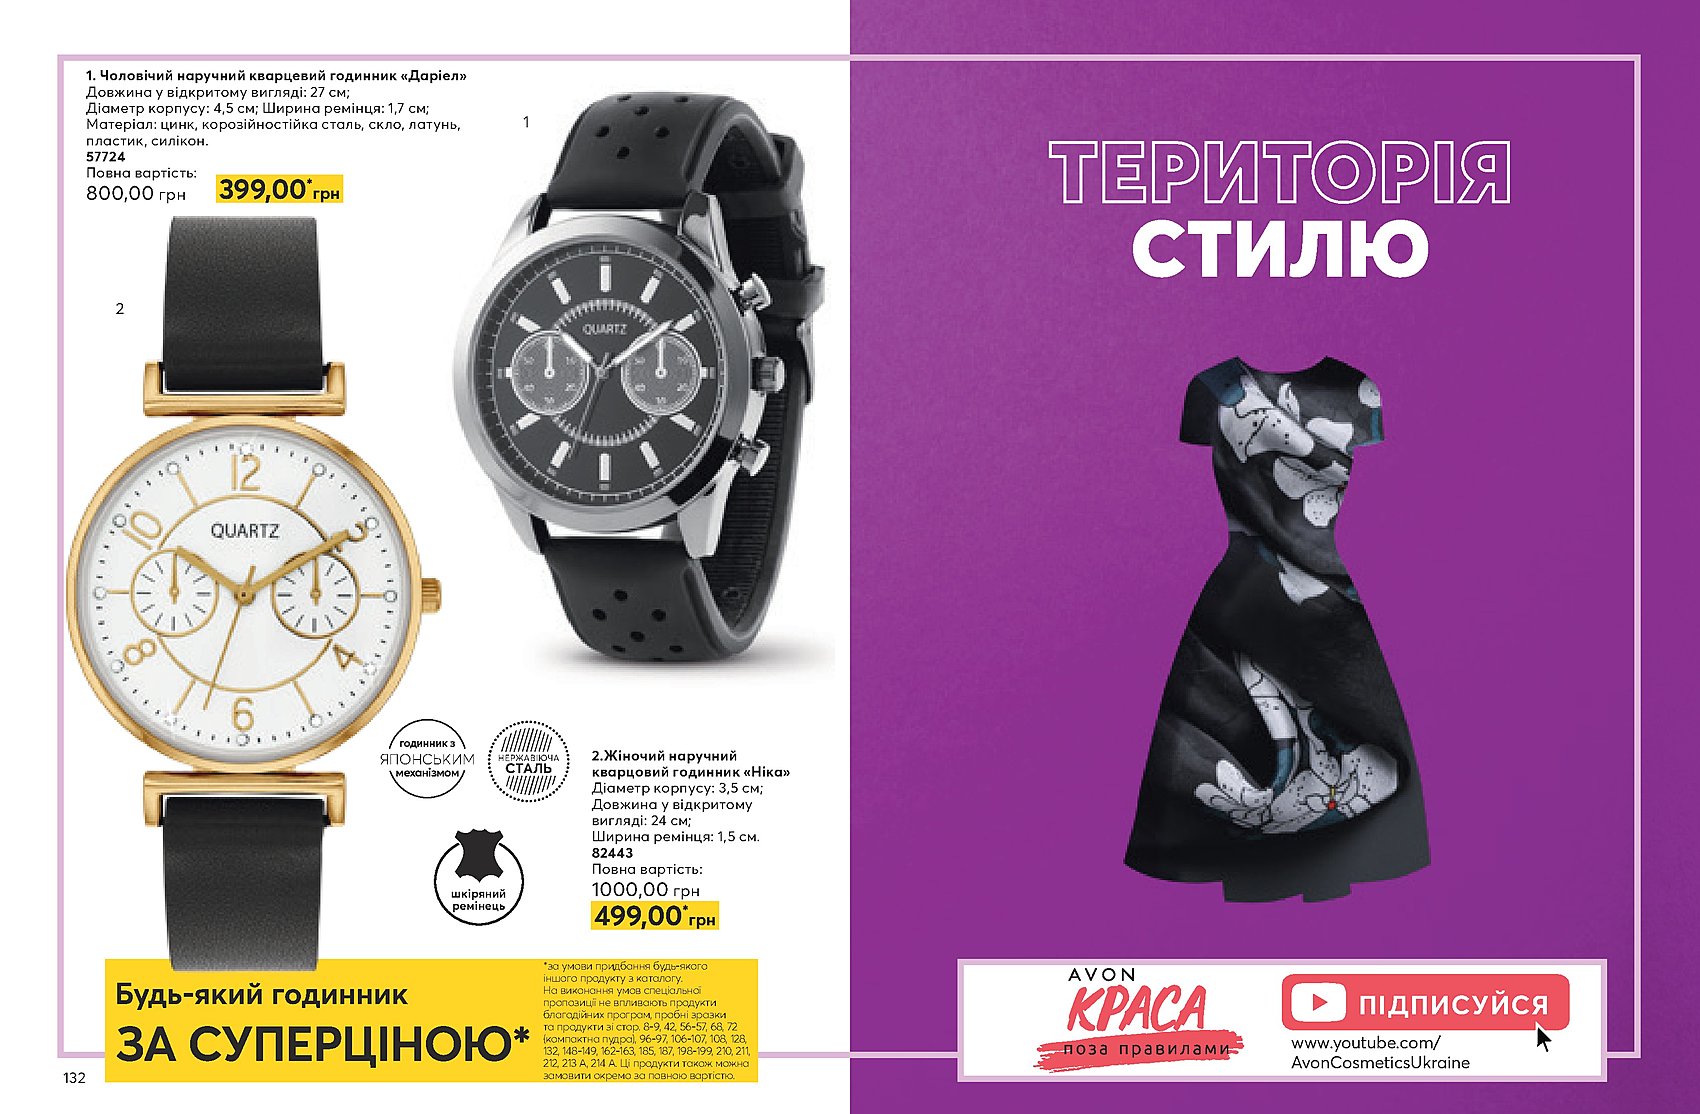 1. Чоловічий наручний кварцевий годинник «Даріел»
Довжина у відкритому вигляді: 27 см;
Діаметр корпусу: 4,5 см; Ширина ремінця: 1,7 см;
Матеріал: цинк, корозійностійка сталь, скло, латунь,
пластик, силікон.
57724
Повна вартість:
800,00 грн 399,00*грн
1
QUARTZ
2
12
10
QUARTZ
8
4
6
годинник з
ЯПОНСЬКИМ
механізмом
НЕРЖАВІЮЧА
СТАЛЬ
шкіряний
ремінець
2.Жіночий наручний
кварцовий годинник «Ніка»
Діаметр корпусу: 3,5 см;
Довжина у відкритому
вигляді: 24 см;
Ширина ремінця: 1,5 см.
82443
Повна вартість:
1000,00 грн
499,00*грн
Будь-який годинник
ЗА СУПЕРЦІНОЮ*
*за умови придбання будь-якого
іншого продукту з каталогу.
На виконання умов спеціальної
пропозиції не впливають продукти
благодійних програм, пробні зразки
та продукти зі стор. 8-9, 42, 56-57, 68, 72
(компактна пудра), 96-97, 106-107, 108, 128,
132, 148-149, 162-163, 185, 187, 198-199, 210, 211,
212, 213 А, 214 А. Ці продукти також можна
замовити окремо за повною вартістю.
132
ТЕРИТОРІЯ
СТИЛЮ
AVON
КРАСА
поза правилами
ПІДПИСУЙСЯ
www.youtube.com/
AvonCosmeticsUkraine